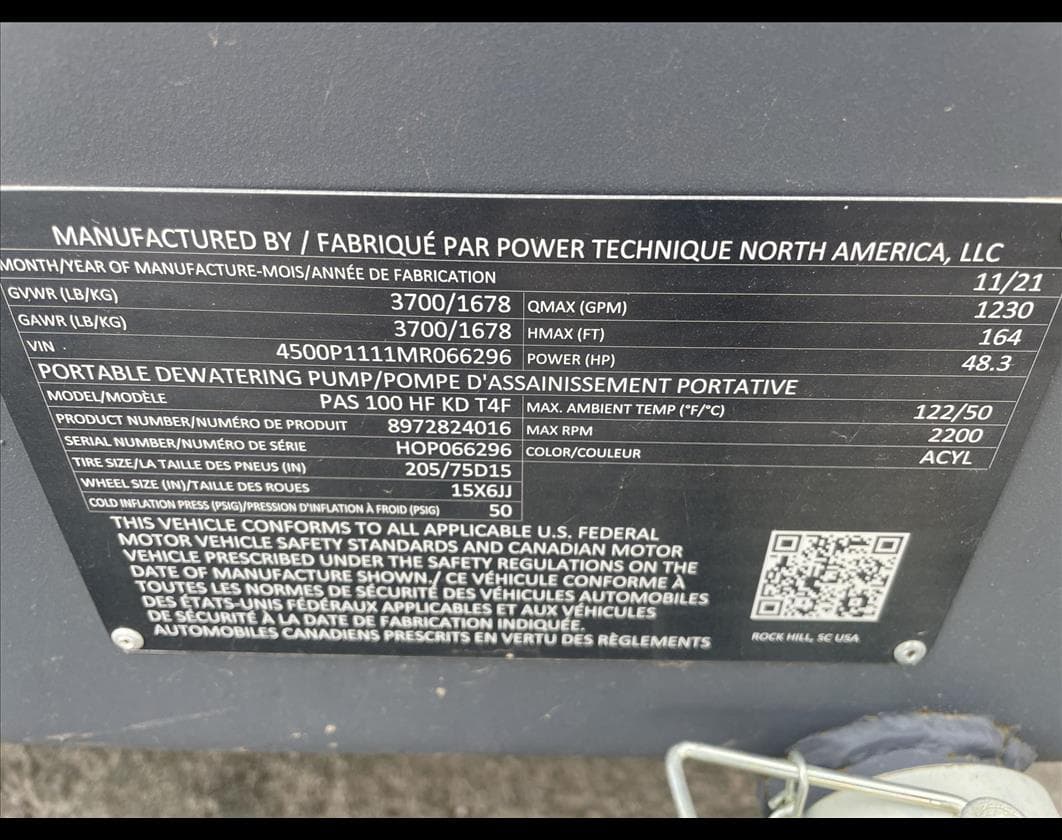 MANUFACTURED BY / FABRIQUÉ PAR POWER TECHNIQUE NORTH AMERICA, LLC
MONTH/YEAR OF MANUFACTURE-MOIS/ANNÉE DE FABRICATION 11/21
GVWR (LB/KG) 3700/1678 QMAX (GPM) 1230
GAWR (LB/KG) 3700/1678 HMAX (FT) 164
VIN 4500P1111MR066296 POWER (HP) 48.3
PORTABLE DEWATERING PUMP/POMPE D'ASSAINISSEMENT PORTATIVE
MODEL/MODÈLE PAS 100 HF KD T4F MAX. AMBIENT TEMP (°F/°C) 122/50
PRODUCT NUMBER/NUMÉRO DE PRODUIT 8972824016 MAX RPM 2200
SERIAL NUMBER/NUMÉRO DE SÉRIE HOP066296 COLOR/COULEUR ACYL
TIRE SIZE/LA TAILLE DES PNEUS (IN) 205/75D15
WHEEL SIZE (IN)/TAILLE DES ROUES 15X6JJ
COLD INFLATION PRESS (PSIG)/PRESSION D'INFLATION À FROID (PSIG) 50
THIS VEHICLE CONFORMS TO ALL APPLICABLE U.S. FEDERAL
MOTOR VEHICLE SAFETY STANDARDS AND CANADIAN MOTOR
VEHICLE PRESCRIBED UNDER THE SAFETY REGULATIONS ON THE
DATE OF MANUFACTURE SHOWN./ CE VÉHICULE CONFORME À
TOUTES LES NORMES DE SÉCURITÉ DES VÉHICULES AUTOMOBILES
DES ÉTATS-UNIS FÉDÉRAUX APPLICABLES ET AUX VÉHICULES
DE SÉCURITÉ À LA DATE DE FABRICATION INDIQUÉE.
AUTOMOBILES CANADIENS PRESCRITS EN VERTU DES RÈGLEMENTS
ROCK HILL, SC USA